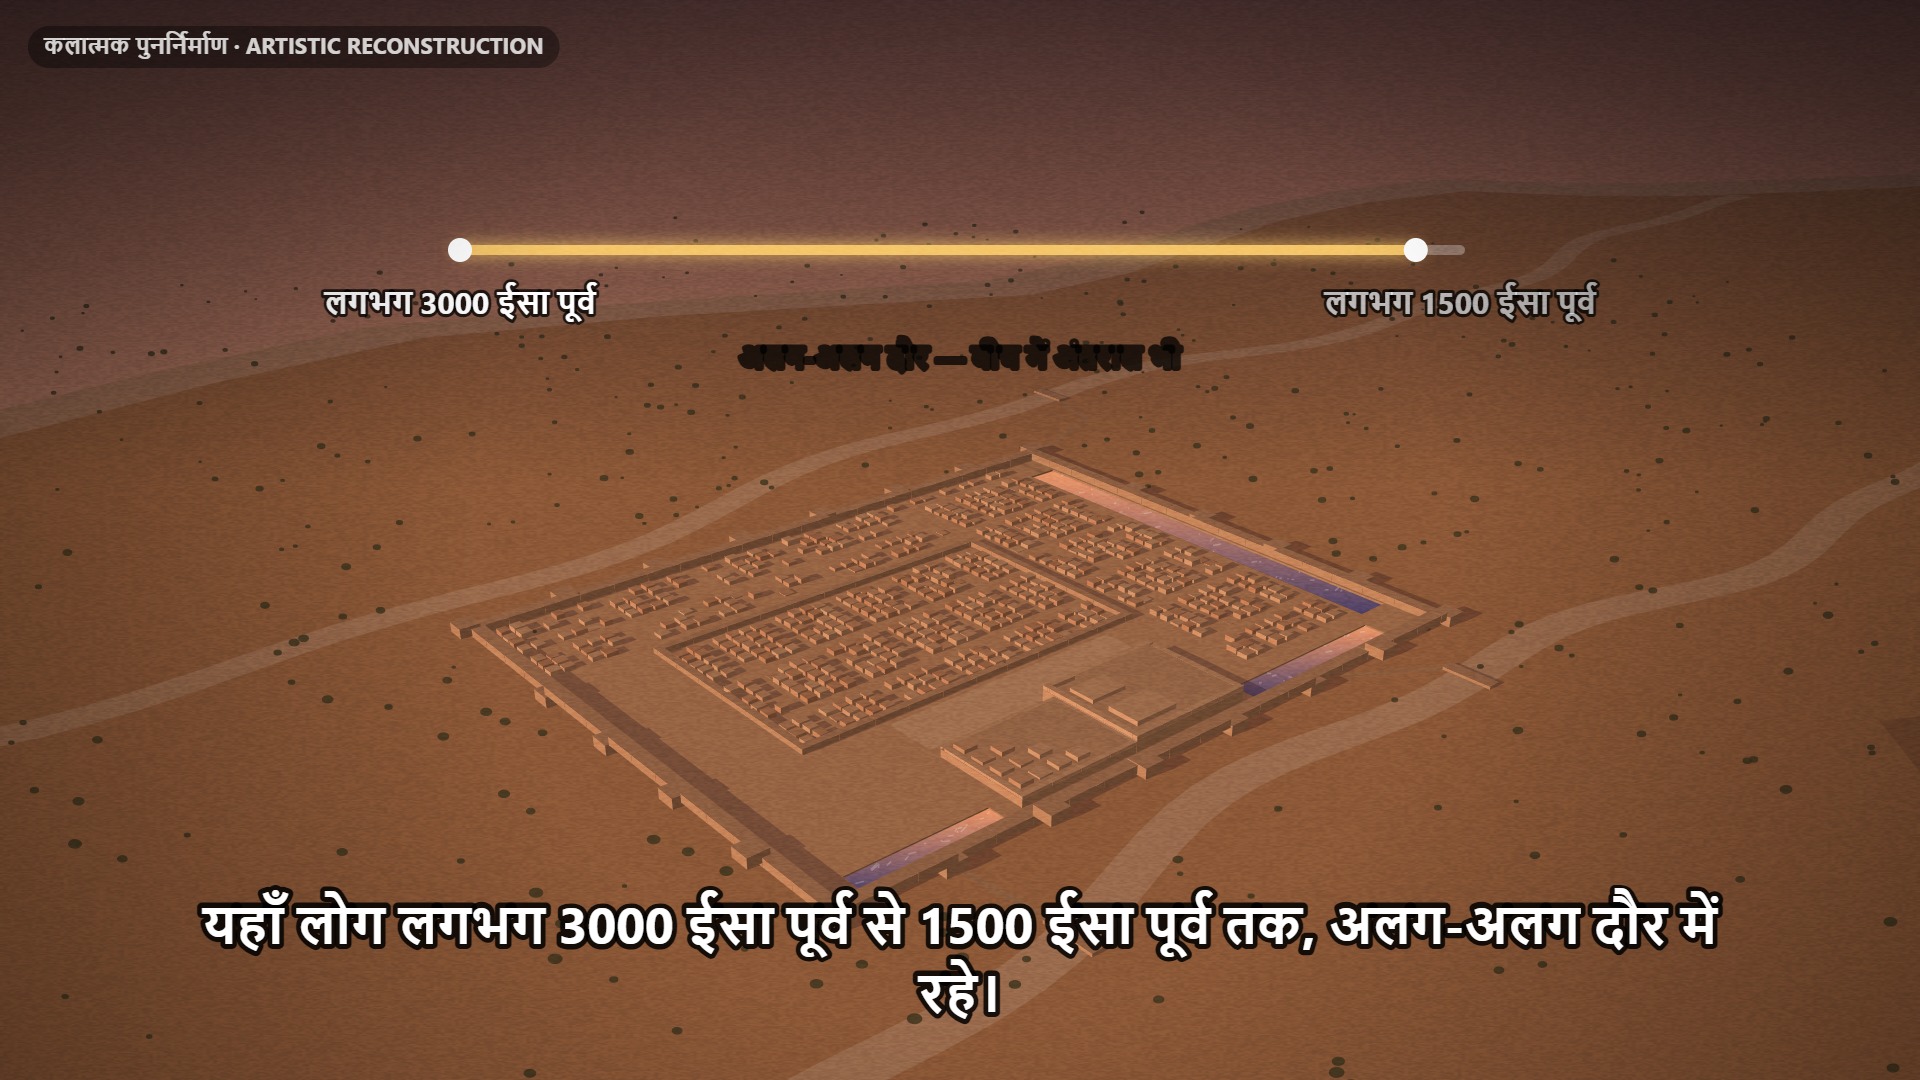 कलात्मक पुनर्निर्माण · ARTISTIC RECONSTRUCTION
लगभग 3000 ईसा पूर्व
लगभग 1500 ईसा पूर्व
यहाँ लोग लगभग 3000 ईसा पूर्व से 1500 ईसा पूर्व तक, अलग-अलग दौर में
रहे।